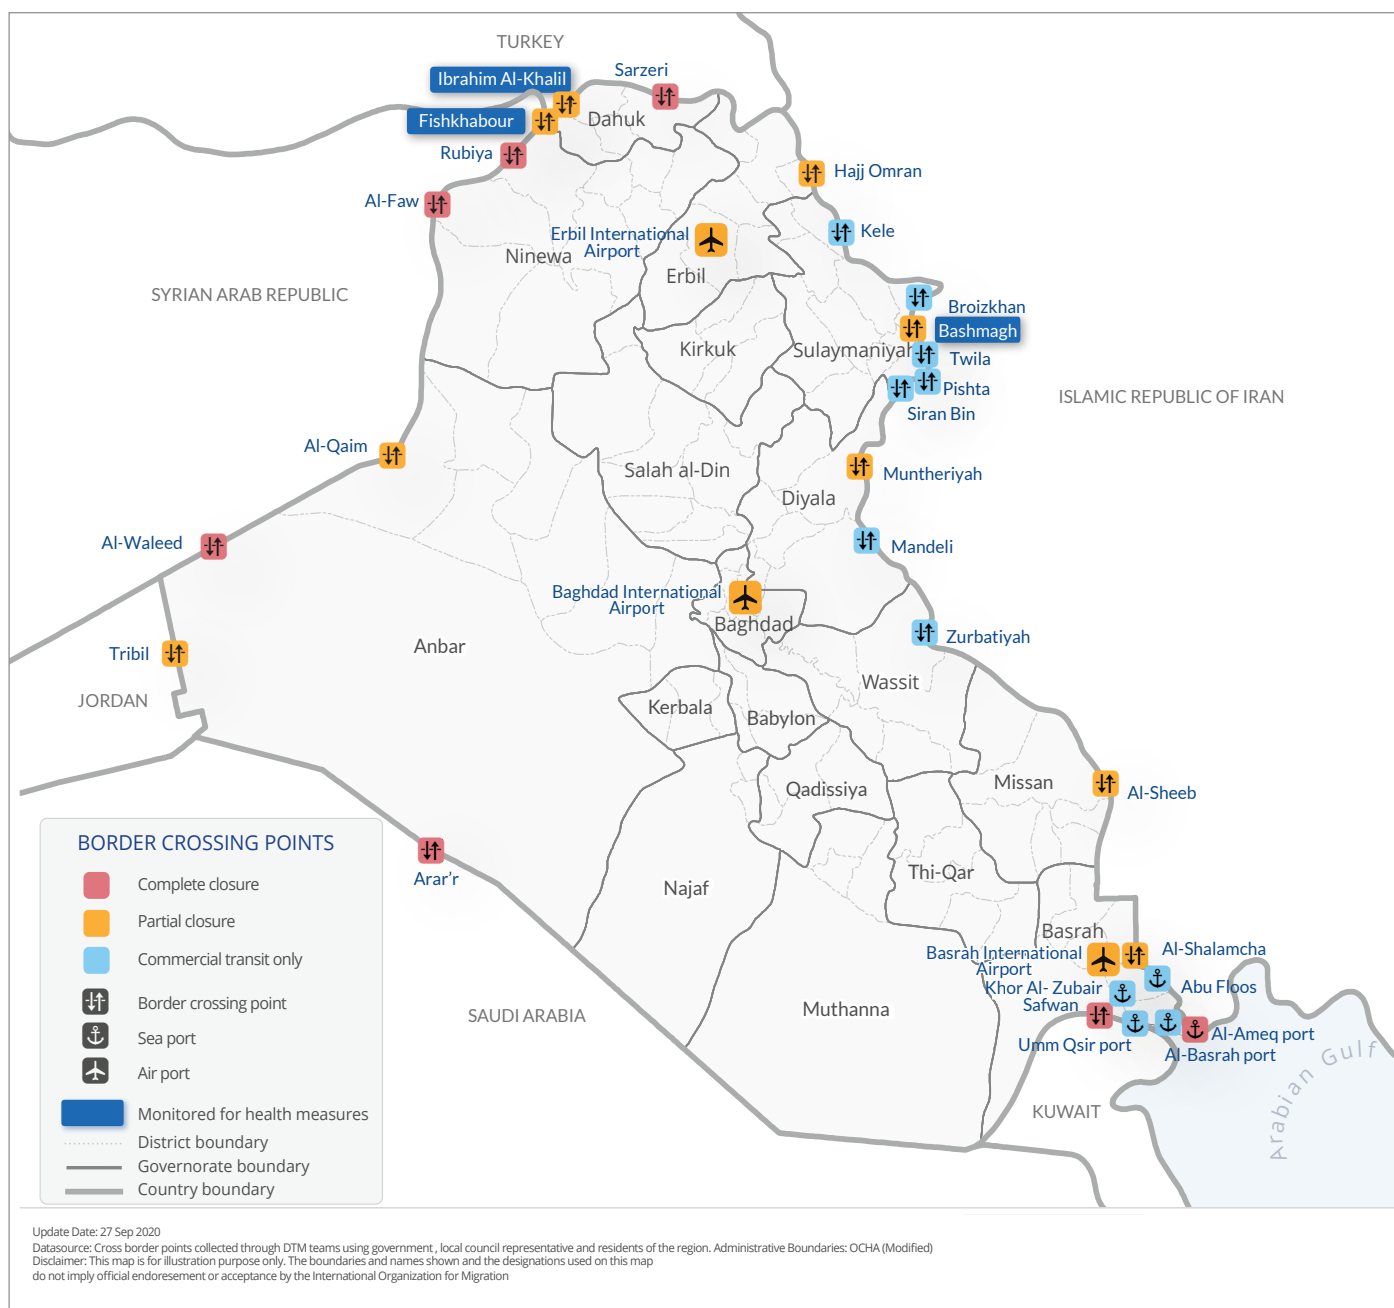 TURKEY
Ibrahim Al-Khalil
Sarzeri
Fishkhabour
Dahuk
Rubiya
Hajj Omran
Al-Faw
Kele
Erbil International
Airport
Ninewa
Erbil
SYRIAN ARAB REPUBLIC
Broizkhan
Bashmagh
Kirkuk
Sulaymaniyah
Twila
Pishta
ISLAMIC REPUBLIC OF IRAN
Siran Bin
Al-Qaim
Salah al-Din
Muntheriyah
Diyala
Al-Waleed
Mandeli
Baghdad International
Airport
Baghdad
Zurbatiyah
Anbar
Tribil
Wassit
JORDAN
Kerbala
Babylon
Missan
Qadissiya
Al-Sheeb
Arar'r
Thi-Qar
Najaf
Basrah
Basrah International
Airport
Al-Shalamcha
Khor Al- Zubair
Abu Floos
Safwan
Muthanna
SAUDI ARABIA
Umm Qsir port
Al-Ameq port
Al-Basrah port
KUWAIT
Arabian Gulf
BORDER CROSSING POINTS
Complete closure
Partial closure
Commercial transit only
Border crossing point
Sea port
Air port
Monitored for health measures
District boundary
Governorate boundary
Country boundary
Update Date: 27 Sep 2020
Datasource: Cross border points collected through DTM teams using government , local council representative and residents of the region. Administrative Boundaries: OCHA (Modified)
Disclaimer: This map is for illustration purpose only. The boundaries and names shown and the designations used on this map
do not imply official endoresement or acceptance by the International Organization for Migration